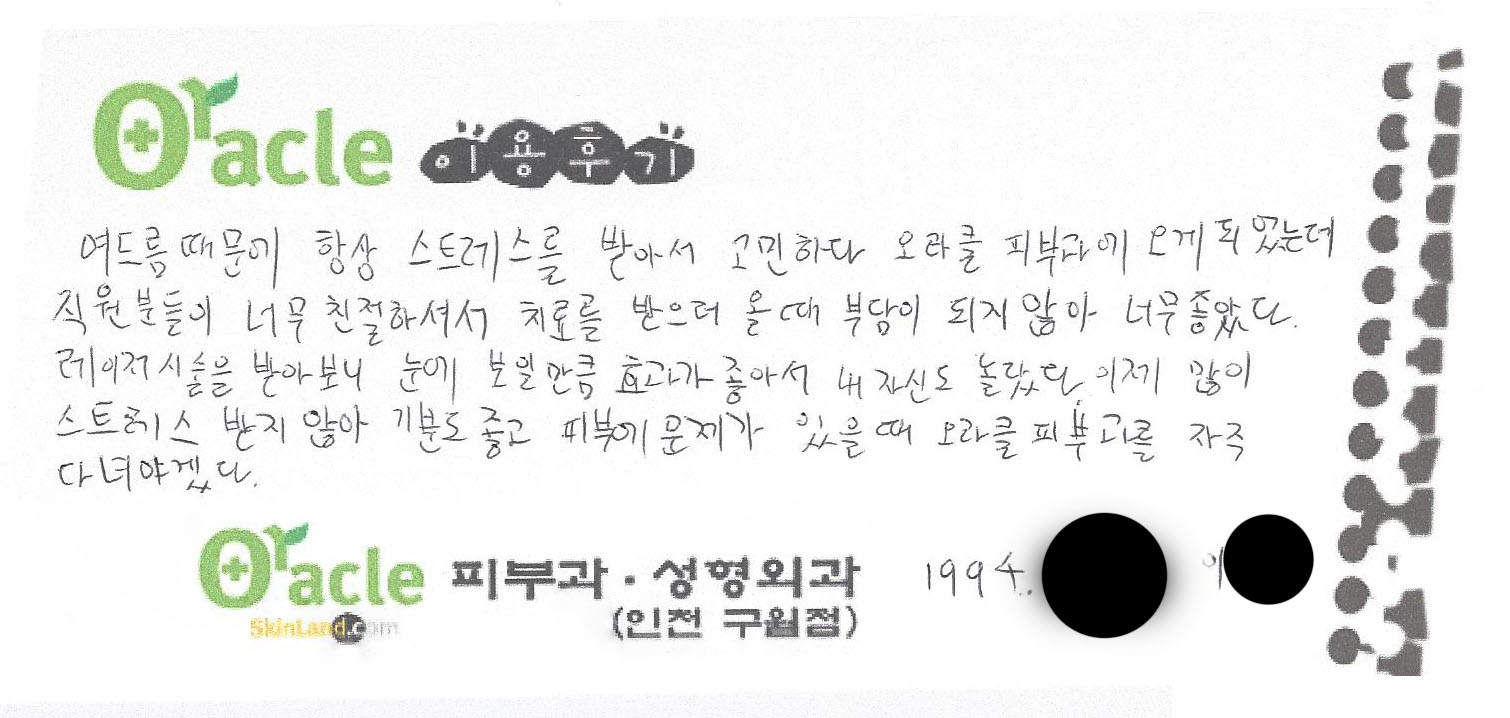 Oracle 이용후기
여드름 때문에 항상 스트레스를 받아서 고민하다 오라클 피부과에 오게 되었는데
직원분들이 너무 친절하셔서 치료를 받으러 올 때 부담이 되지 않아 너무좋았다.
레이저시술을 받아보니 눈에 보일만큼 효과가 좋아서 내 자신도 놀랐다. 이제 많이
스트레스 받지 않아 기분도 좋고 피부에 문제가 있을 때 오라클 피부과를 자주
다녀야겠다.
Oracle 피부과 · 성형외과 1994.
SkinLand.com (인천 구월점)